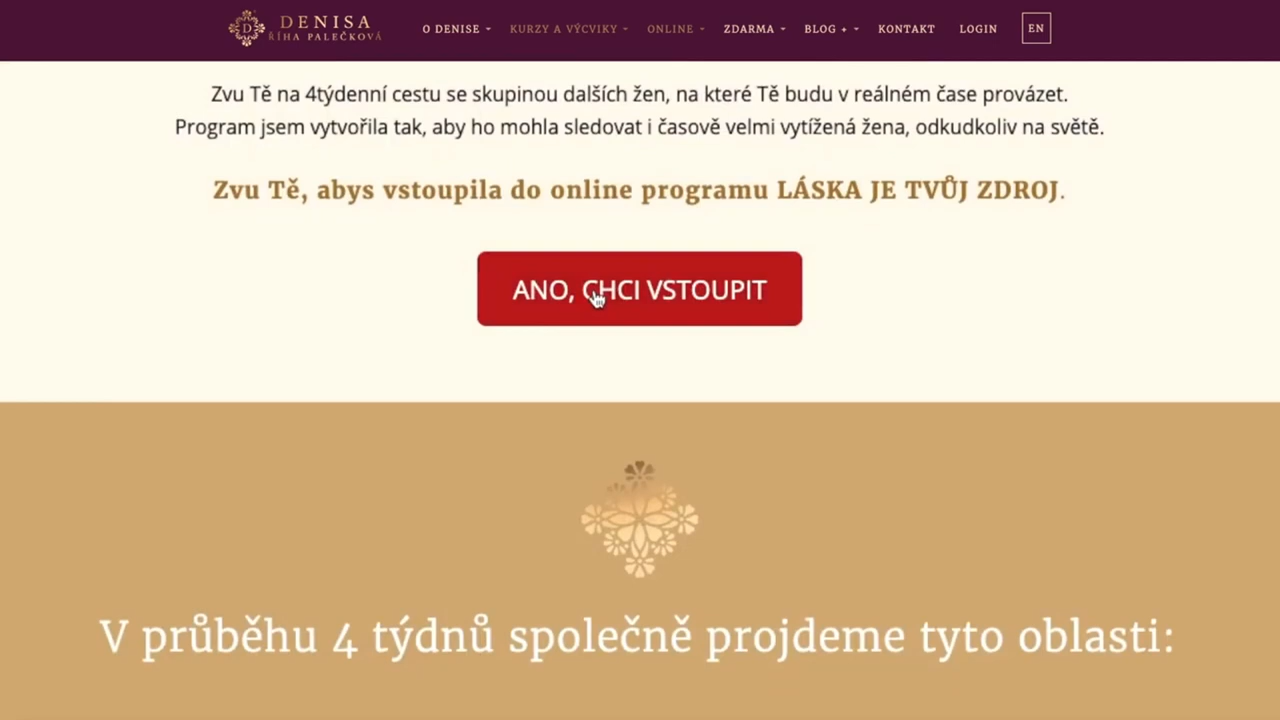 DENISA
ŘÍHA PALEČKOVÁ
O DENISE
KURZY A VÝCVIKY
ONLINE
ZDARMA
BLOG +
KONTAKT
LOGIN
EN
Zvu Tě na 4týdenní cestu se skupinou dalších žen, na které Tě budu v reálném čase provázet.
Program jsem vytvořila tak, aby ho mohla sledovat i časově velmi vytížená žena, odkudkoliv na světě.
Zvu Tě, abys vstoupila do online programu LÁSKA JE TVŮJ ZDROJ.
ANO, CHCI VSTOUPIT
V průběhu 4 týdnů společně projdeme tyto oblasti: